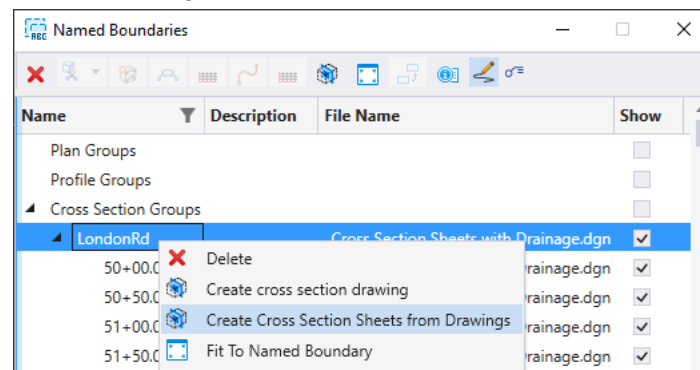 Named Boundaries
Name Description File Name Show
Plan Groups
Profile Groups
Cross Section Groups
LondonRd Cross Section Sheets with Drainage.dgn
50+00.0 rainage.dgn
50+50.0 rainage.dgn
51+00.0 rainage.dgn
51+50.0 rainage.dgn
Delete
Create cross section drawing
Create Cross Section Sheets from Drawings
Fit To Named Boundary